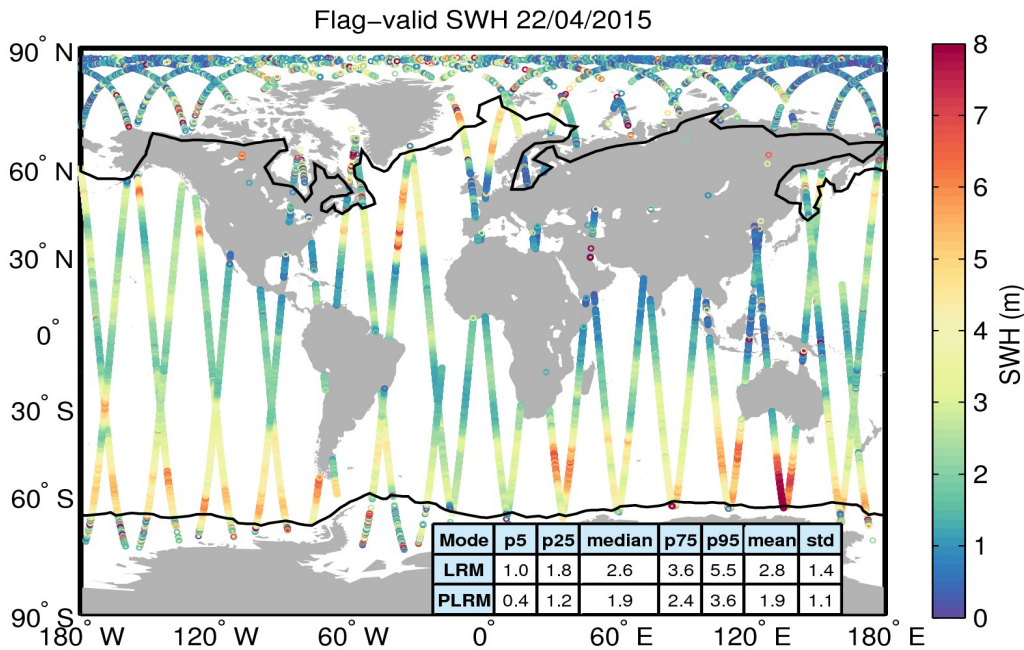 Flag−valid SWH 22/04/2015
90° N
60° N
30° N
0°
30° S
60° S
90° S
180° W
120° W
60° W
0°
60° E
120° E
180° E
Mode p5 p25 median p75 p95 mean std
LRM 1.0 1.8 2.6 3.6 5.5 2.8 1.4
PLRM 0.4 1.2 1.9 2.4 3.6 1.9 1.1
8
7
6
5
4
3
2
1
0
SWH (m)